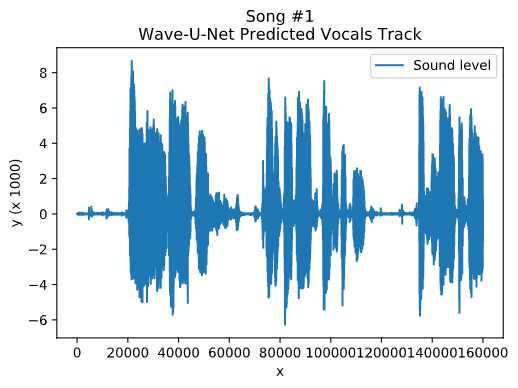 Song #1
Wave-U-Net Predicted Vocals Track
Sound level
8
6
4
2
0
−2
−4
−6
y (x 1000)
0 20000 40000 60000 80000 100000 120000 140000 160000
x